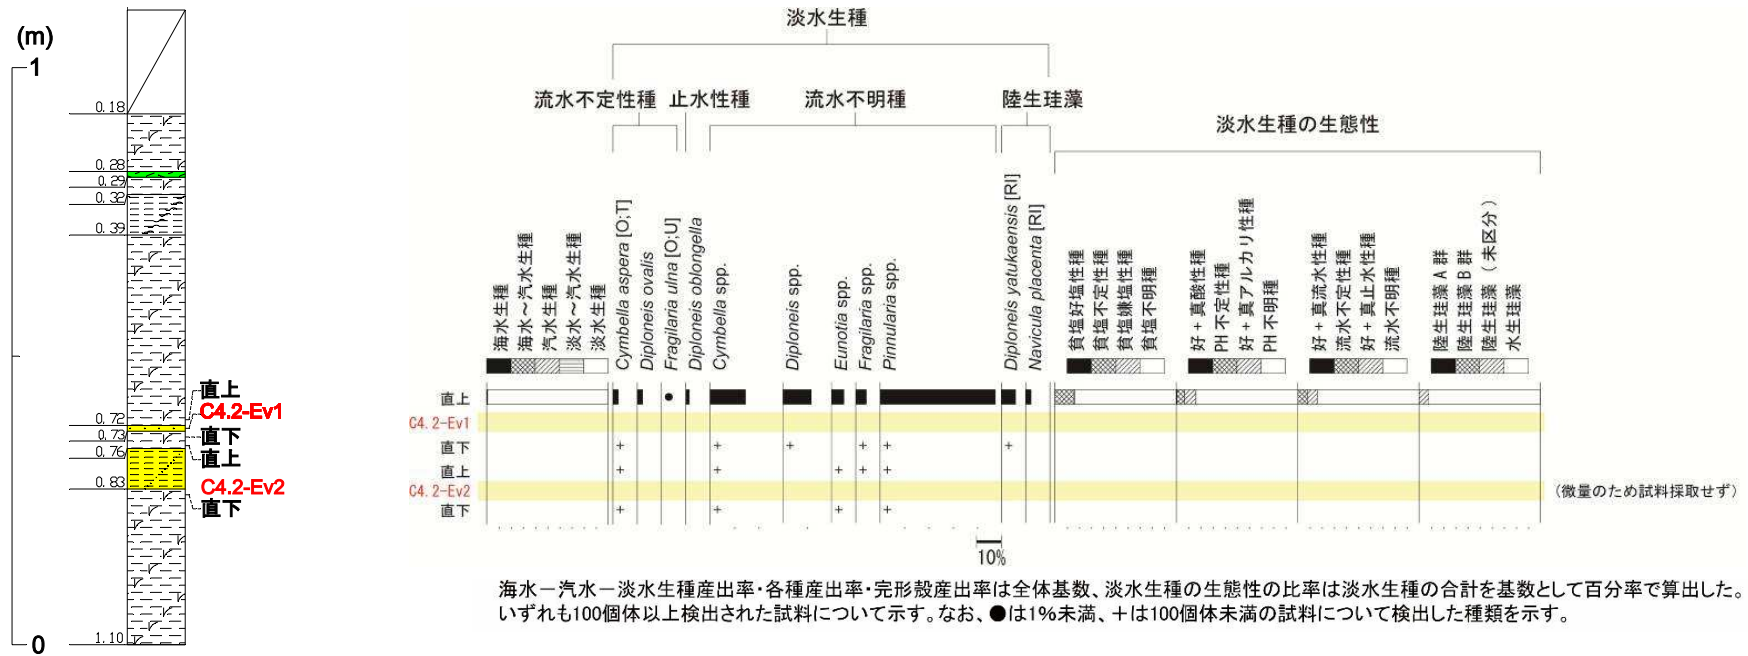 (m)
1
0.18
0.28
0.29
0.32
0.39
0.72
0.73
0.76
0.83
1.10
0
直上
C4.2-Ev1
直下
直上
C4.2-Ev2
直下
淡水生種
流水不定性種 止水性種 流水不明種 陸生珪藻
淡水生種の生態性
海水生種
海水~汽水生種
汽水生種
淡水~汽水生種
淡水生種
Cymbella aspera [O;T]
Diploneis ovalis
Fragilaria ulna [O;U]
Diploneis oblongella
Cymbella spp.
Diploneis spp.
Eunotia spp.
Fragilaria spp.
Pinnularia spp.
Diploneis yatukaensis [RI]
Navicula placenta [RI]
貧塩好塩性種
貧塩不定性種
貧塩嫌塩性種
貧塩不明種
好+真酸性種
PH不定性種
好+真アルカリ性種
PH不明種
好+真流水性種
流水不定性種
好+真止水性種
流水不明種
陸生珪藻A群
陸生珪藻B群
陸生珪藻(未区分)
水生珪藻
直上 ●
C4.2-Ev1
直下 + + + + + +
直上 + + + + +
C4.2-Ev2
(微量のため試料採取せず)
直下 + + + +
10%
海水-汽水-淡水生種産出率・各種産出率・完形殻産出率は全体基数、淡水生種の生態性の比率は淡水生種の合計を基数として百分率で算出した。
いずれも100個体以上検出された試料について示す。なお、●は1%未満、+は100個体未満の試料について検出した種類を示す。